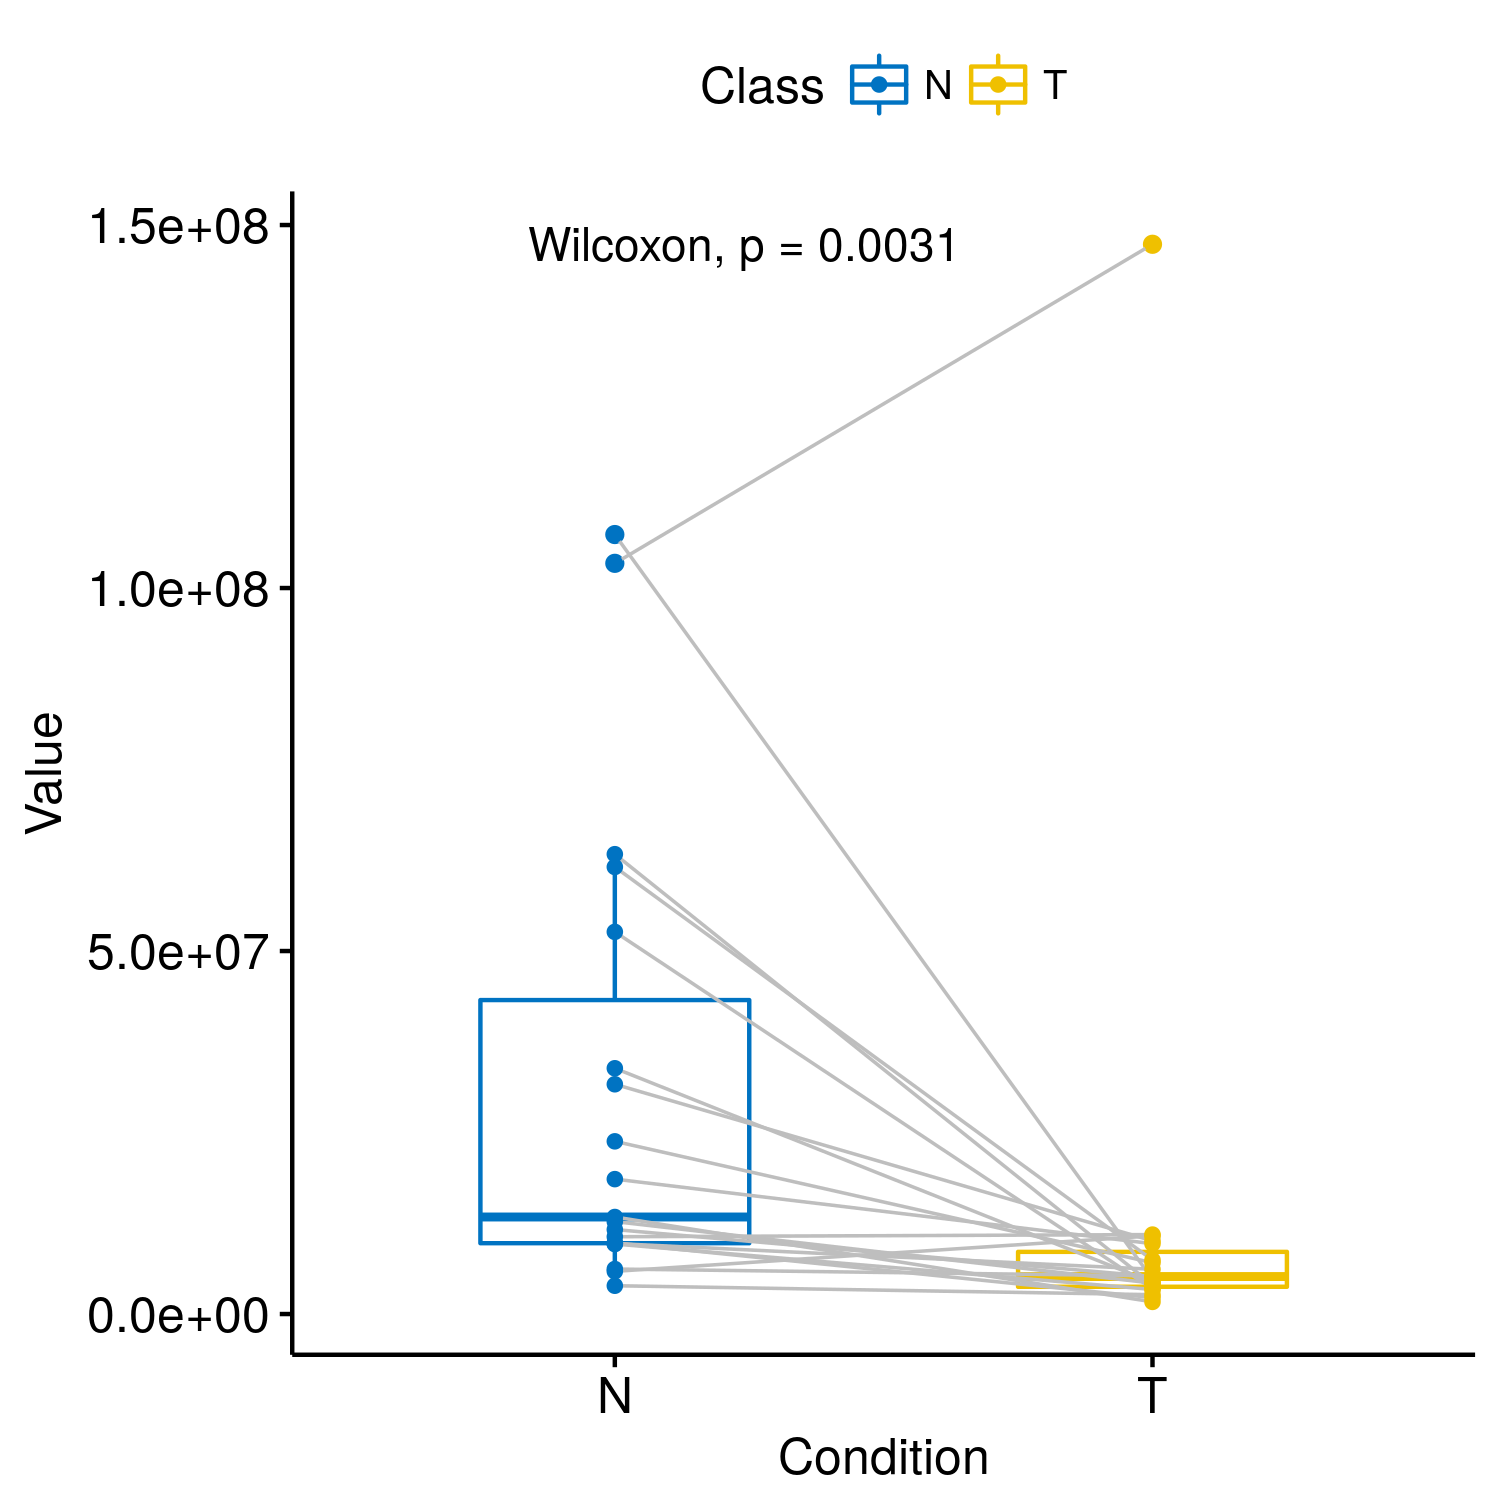 Class N T
1.5e+08
Wilcoxon, p = 0.0031
1.0e+08
5.0e+07
0.0e+00
Value
N T
Condition